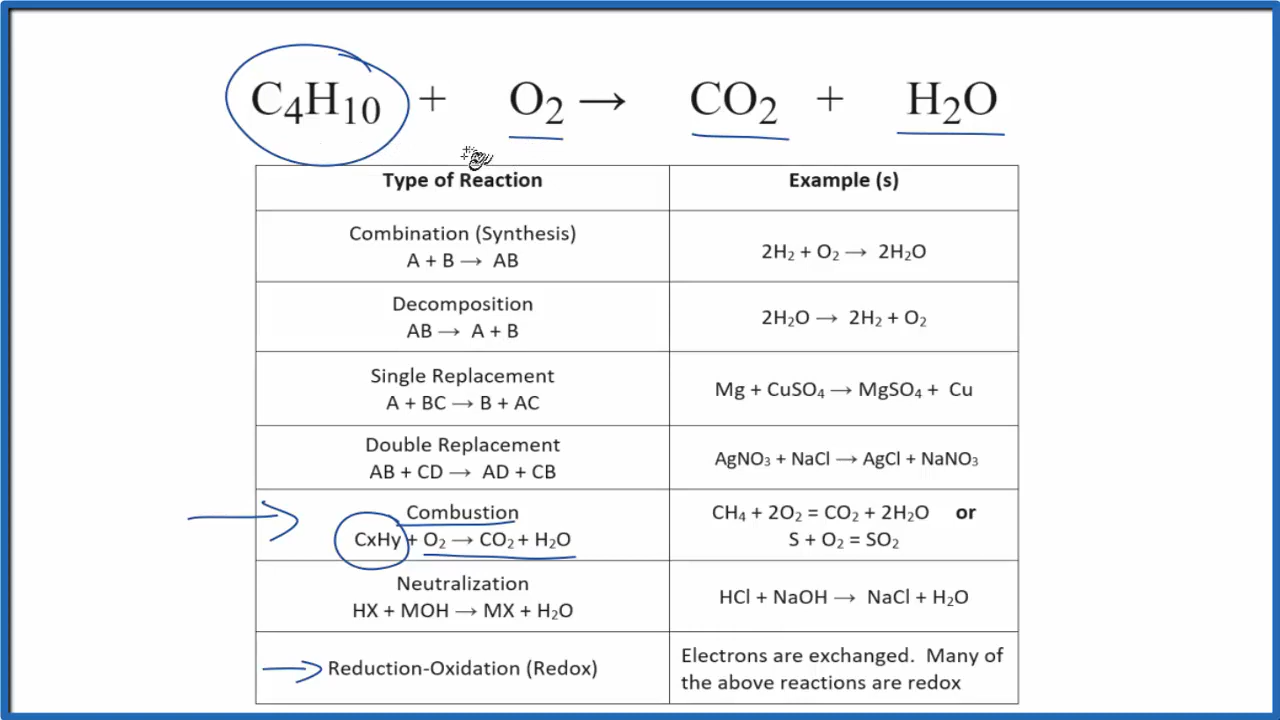 C₄H₁₀ + O₂ → CO₂ + H₂O
Type of Reaction
Example (s)
Combination (Synthesis)
A + B → AB
2H₂ + O₂ → 2H₂O
Decomposition
AB → A + B
2H₂O → 2H₂ + O₂
Single Replacement
A + BC → B + AC
Mg + CuSO₄ → MgSO₄ + Cu
Double Replacement
AB + CD → AD + CB
AgNO₃ + NaCl → AgCl + NaNO₃
Combustion
CxHy + O₂ → CO₂ + H₂O
CH₄ + 2O₂ = CO₂ + 2H₂O or
S + O₂ = SO₂
Neutralization
HX + MOH → MX + H₂O
HCl + NaOH → NaCl + H₂O
Reduction-Oxidation (Redox)
Electrons are exchanged. Many of
the above reactions are redox